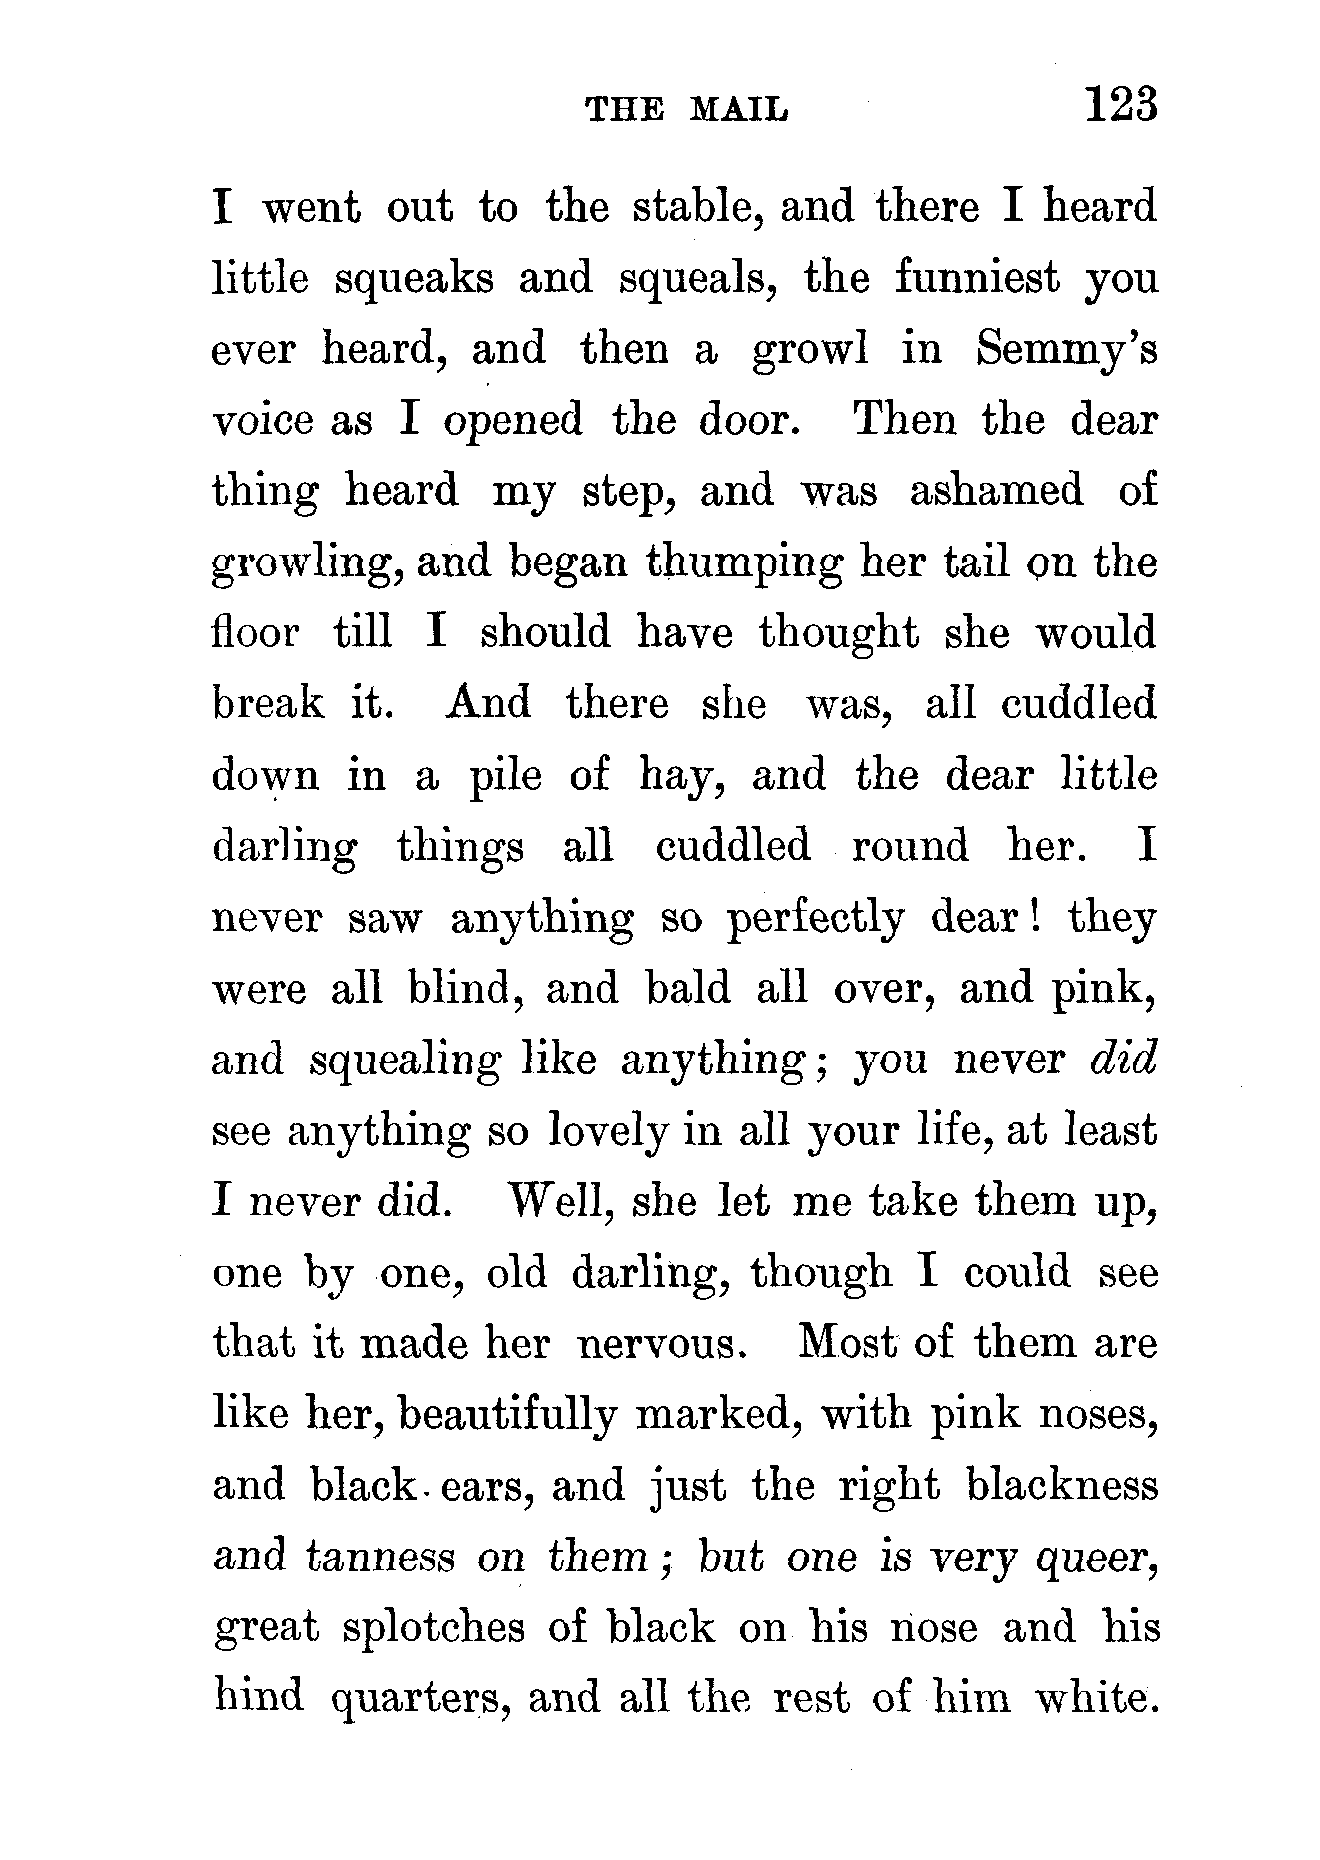 THE MAIL 123
I went out to the stable, and there I heard
little squeaks and squeals, the funniest you
ever heard, and then a growl in Semmy's
voice as I opened the door. Then the dear
thing heard my step, and was ashamed of
growling, and began thumping her tail on the
floor till I should have thought she would
break it. And there she was, all cuddled
down in a pile of hay, and the dear little
darling things all cuddled round her. I
never saw anything so perfectly dear! they
were all blind, and bald all over, and pink,
and squealing like anything; you never did
see anything so lovely in all your life, at least
I never did. Well, she let me take them up,
one by one, old darling, though I could see
that it made her nervous. Most of them are
like her, beautifully marked, with pink noses,
and black ears, and just the right blackness
and tanness on them; but one is very queer,
great splotches of black on his nose and his
hind quarters, and all the rest of him white.